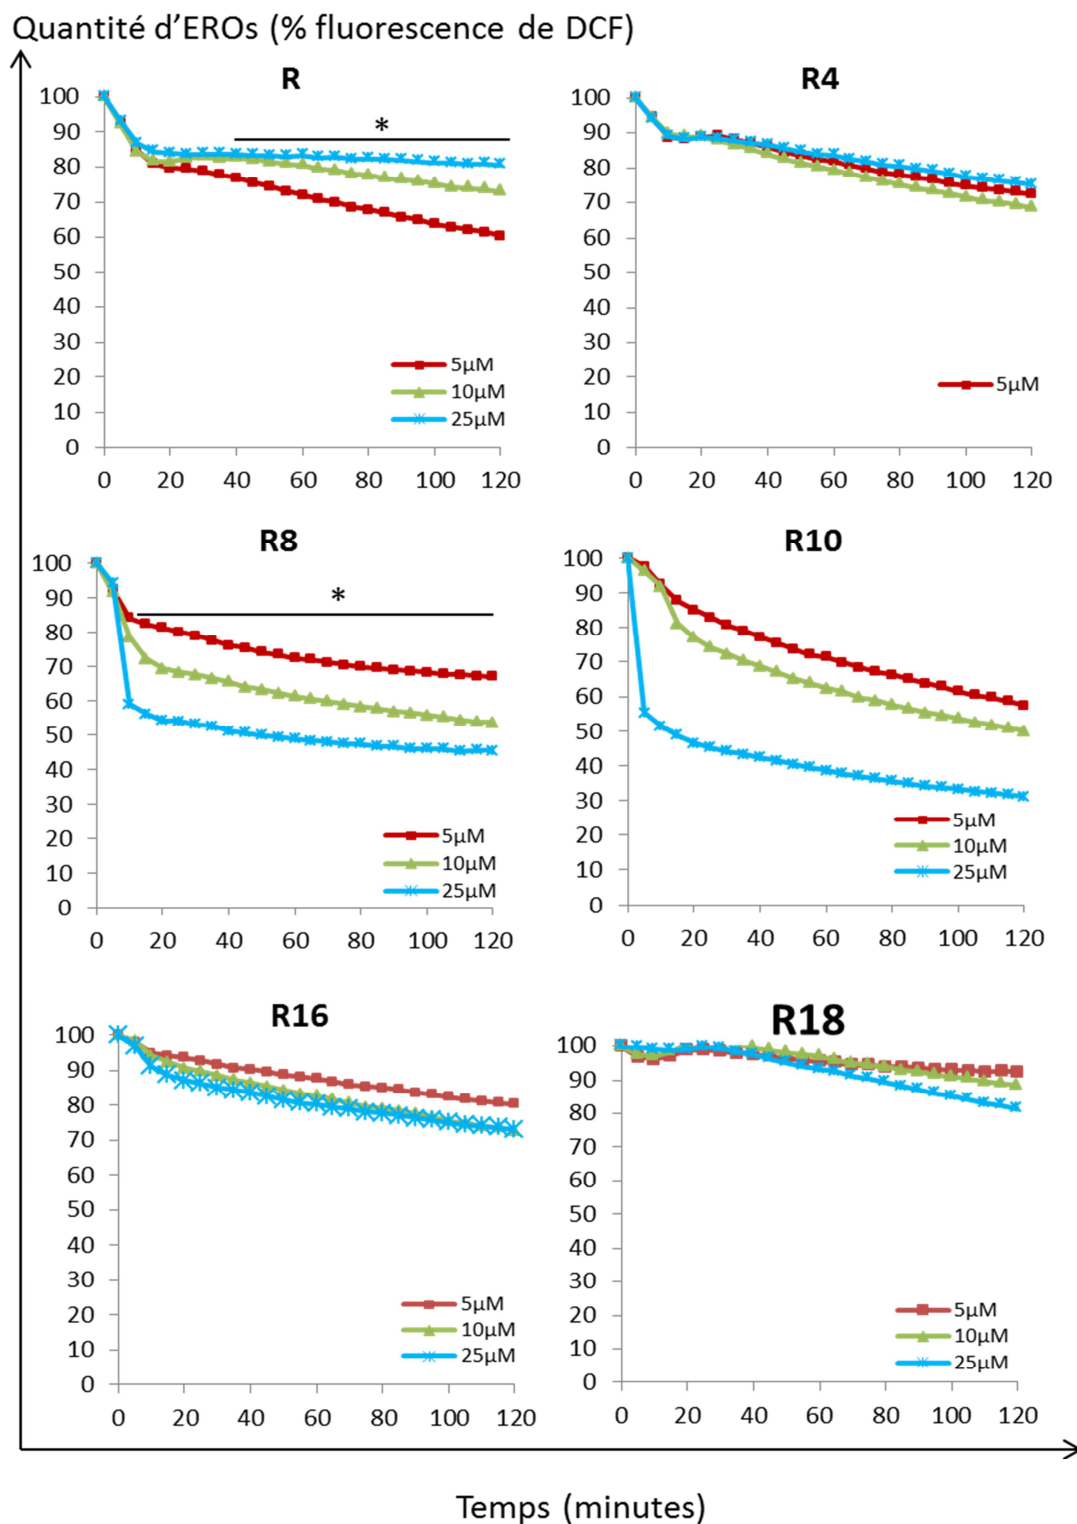 Quantité d’EROs (% fluorescence de DCF)
R
100
90
80
70
60
50
40
30
20
10
0
*
5µM
10µM
25µM
0 20 40 60 80 100 120
R4
100
90
80
70
60
50
40
30
20
10
0
5µM
0 20 40 60 80 100 120
R8
100
90
80
70
60
50
40
30
20
10
0
*
5µM
10µM
25µM
0 20 40 60 80 100 120
R10
100
90
80
70
60
50
40
30
20
10
0
5µM
10µM
25µM
0 20 40 60 80 100 120
R16
100
90
80
70
60
50
40
30
20
10
0
5µM
10µM
25µM
0 20 40 60 80 100 120
R18
100
90
80
70
60
50
40
30
20
10
0
5µM
10µM
25µM
0 20 40 60 80 100 120
Temps (minutes)